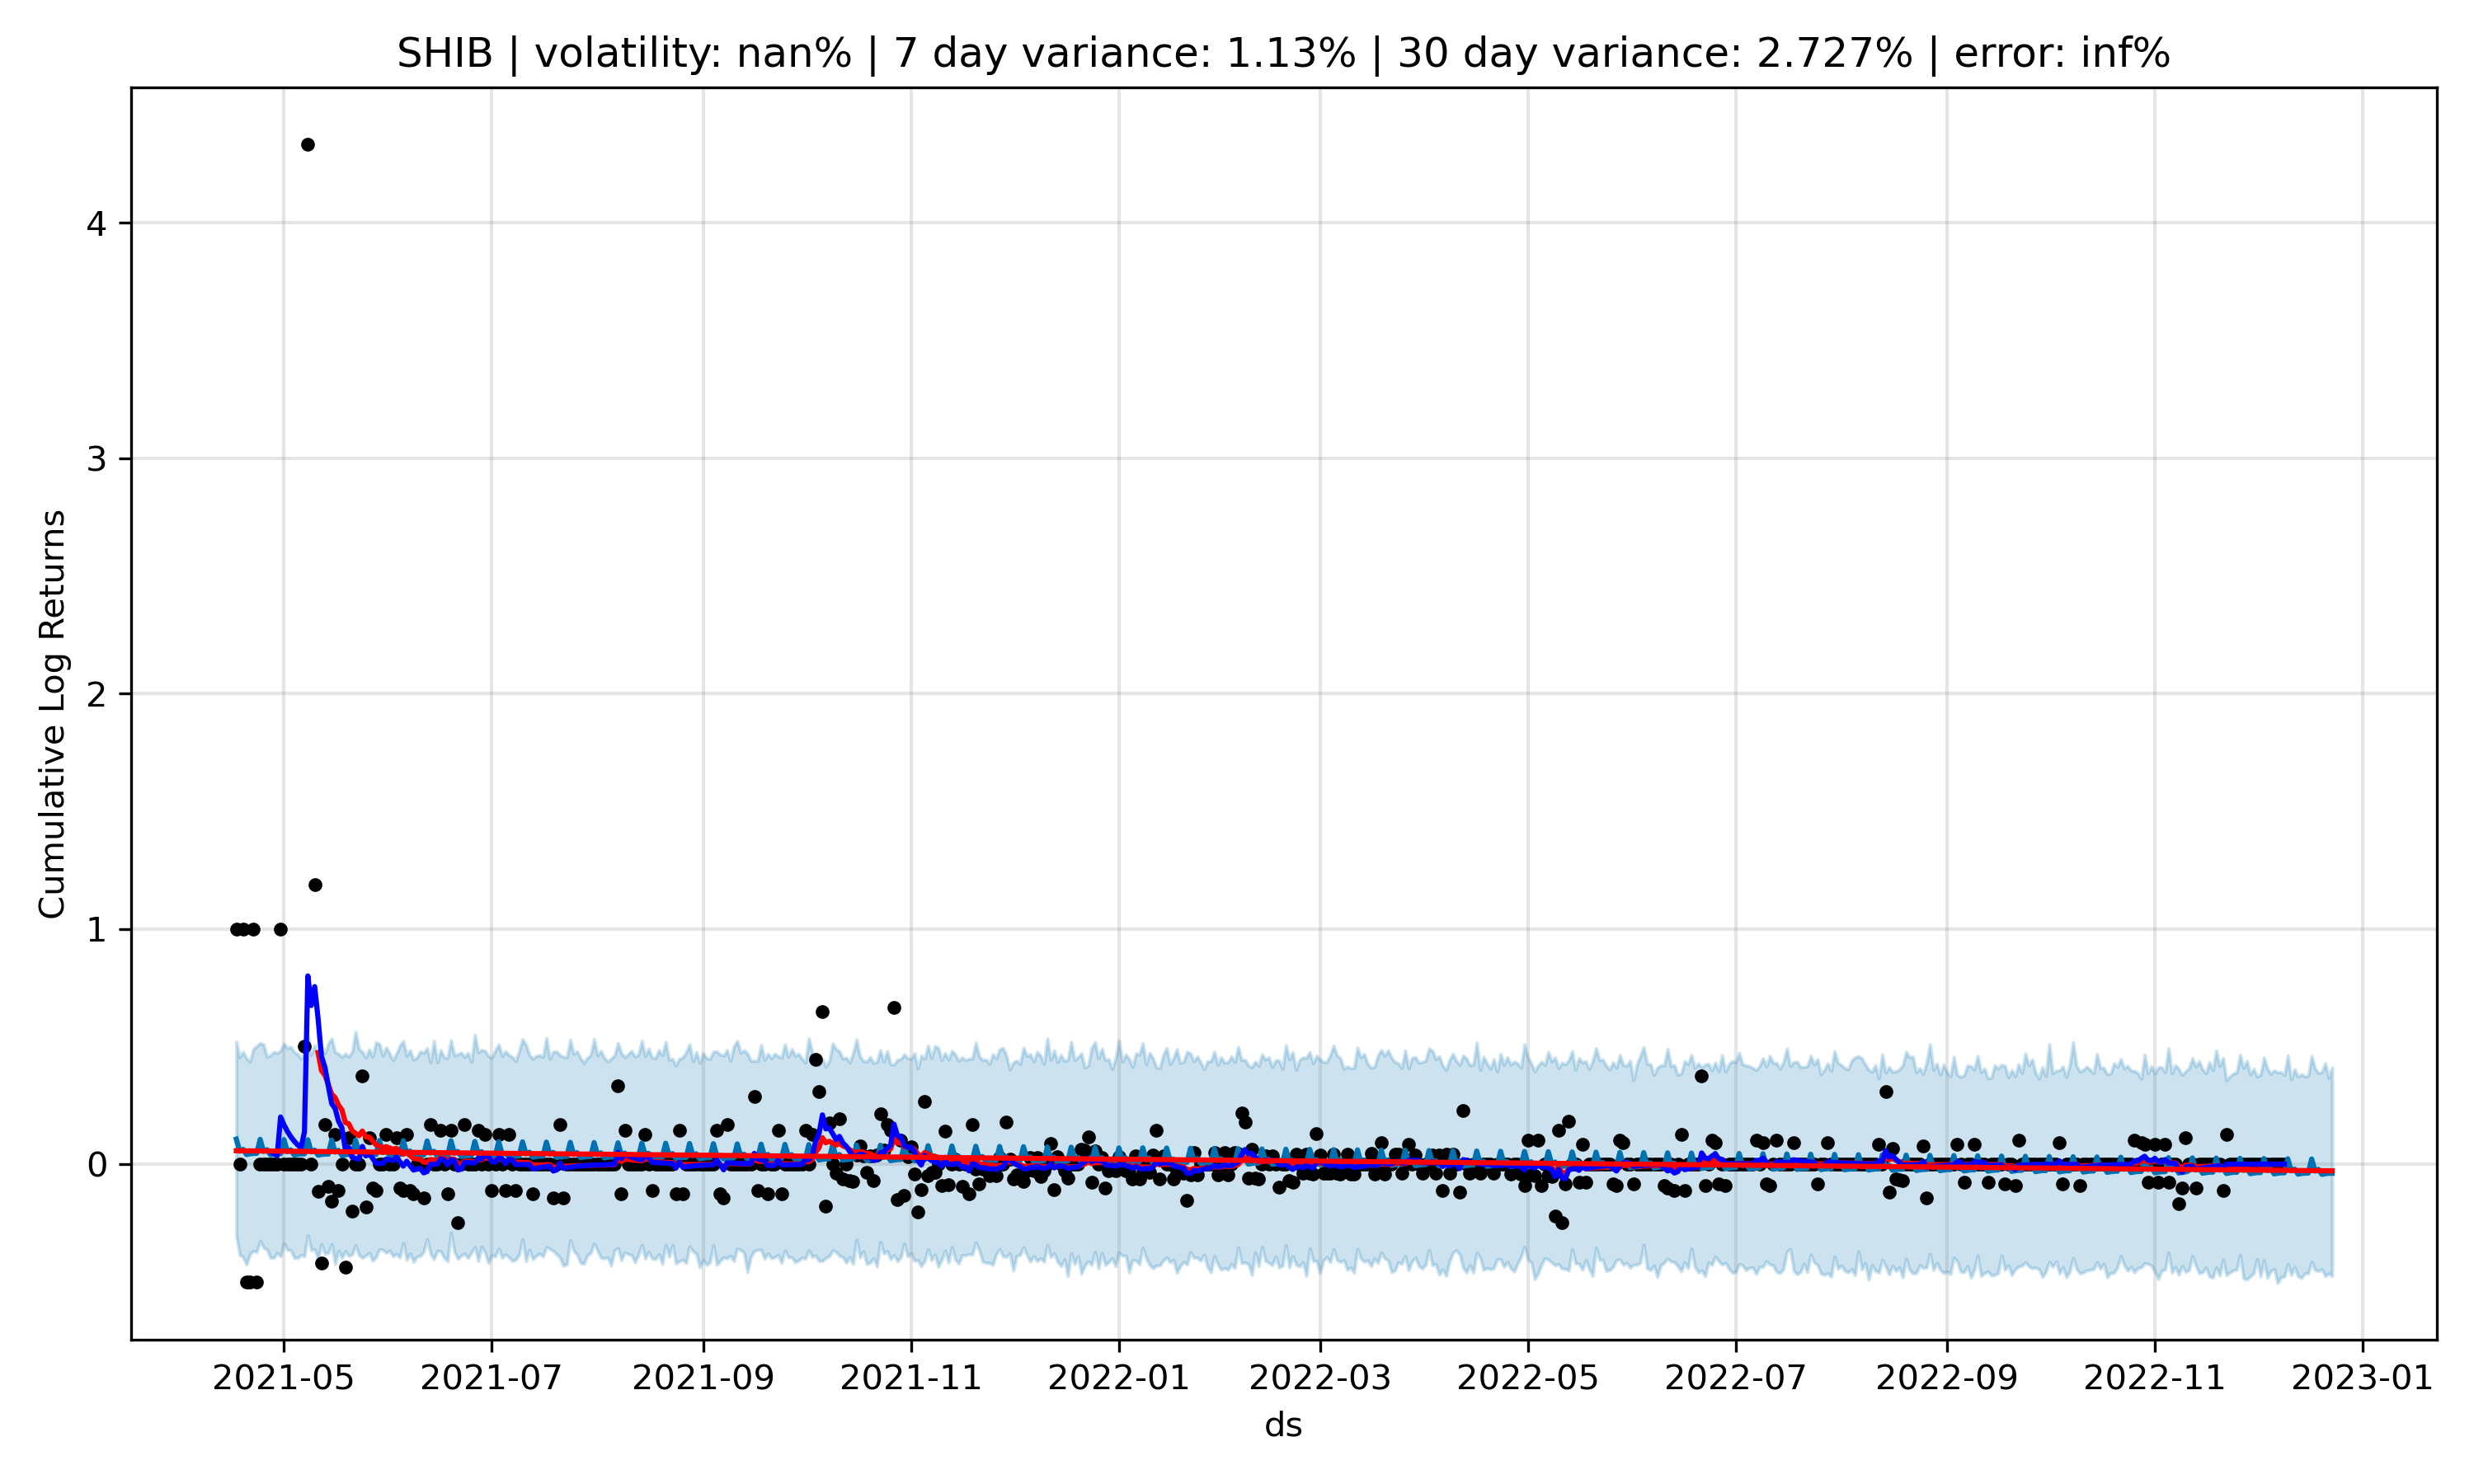 SHIB | volatility: nan% | 7 day variance: 1.13% | 30 day variance: 2.727% | error: inf%
Cumulative Log Returns
4
3
2
1
0
2021-05 2021-07 2021-09 2021-11 2022-01 2022-03 2022-05 2022-07 2022-09 2022-11 2023-01
ds